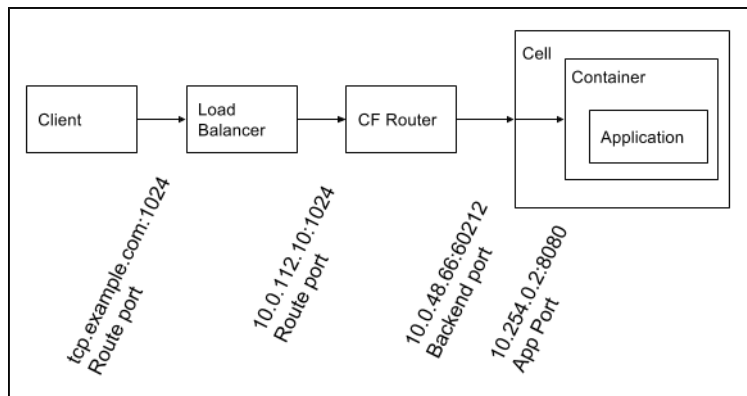 Cell
Container
Client
Load
Balancer
CF Router
Application
tcp.example.com:1024
Route port
10.0.112.10:1024
Route port
10.0.48.66:60212
Backend port
10.254.0.2:8080
App Port